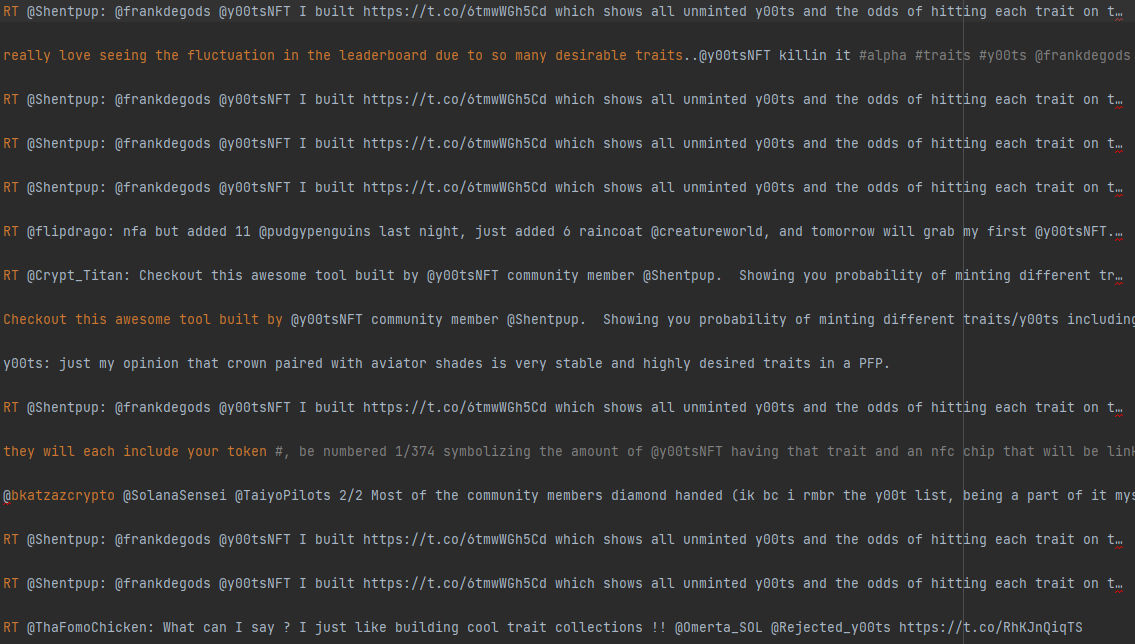 RT @Shentpup: @frankdegods @y00tsNFT I built https://t.co/6tmwWGh5Cd which shows all unminted y00ts and the odds of hitting each trait on t…
really love seeing the fluctuation in the leaderboard due to so many desirable traits..@y00tsNFT killin it #alpha #traits #y00ts @frankdegods
RT @Shentpup: @frankdegods @y00tsNFT I built https://t.co/6tmwWGh5Cd which shows all unminted y00ts and the odds of hitting each trait on t…
RT @Shentpup: @frankdegods @y00tsNFT I built https://t.co/6tmwWGh5Cd which shows all unminted y00ts and the odds of hitting each trait on t…
RT @Shentpup: @frankdegods @y00tsNFT I built https://t.co/6tmwWGh5Cd which shows all unminted y00ts and the odds of hitting each trait on t…
RT @flipdrago: nfa but added 11 @pudgypenguins last night, just added 6 raincoat @creatureworld, and tomorrow will grab my first @y00tsNFT.…
RT @Crypt_Titan: Checkout this awesome tool built by @y00tsNFT community member @Shentpup.  Showing you probability of minting different tr…
Checkout this awesome tool built by @y00tsNFT community member @Shentpup.  Showing you probability of minting different traits/y00ts including
y00ts: just my opinion that crown paired with aviator shades is very stable and highly desired traits in a PFP.
RT @Shentpup: @frankdegods @y00tsNFT I built https://t.co/6tmwWGh5Cd which shows all unminted y00ts and the odds of hitting each trait on t…
they will each include your token #, be numbered 1/374 symbolizing the amount of @y00tsNFT having that trait and an nfc chip that will be link
@bkatzazcrypto @SolanaSensei @TaiyoPilots 2/2 Most of the community members diamond handed (ik bc i rmbr the y00t list, being a part of it mys
RT @Shentpup: @frankdegods @y00tsNFT I built https://t.co/6tmwWGh5Cd which shows all unminted y00ts and the odds of hitting each trait on t…
RT @Shentpup: @frankdegods @y00tsNFT I built https://t.co/6tmwWGh5Cd which shows all unminted y00ts and the odds of hitting each trait on t…
RT @ThaFomoChicken: What can I say ? I just like building cool trait collections !! @Omerta_SOL @Rejected_y00ts https://t.co/RhKJnQiqTS